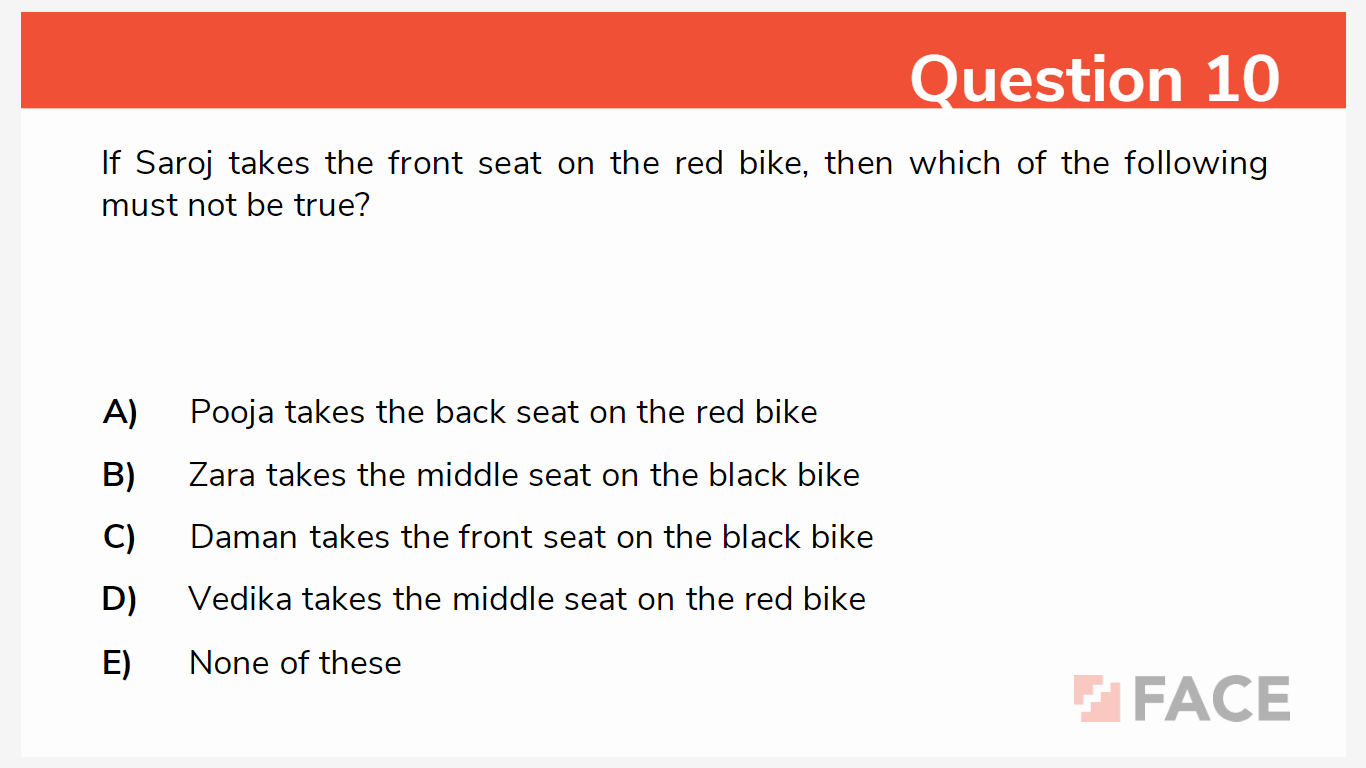 Question 10
If Saroj takes the front seat on the red bike, then which of the following
must not be true?
A) Pooja takes the back seat on the red bike
B) Zara takes the middle seat on the black bike
C) Daman takes the front seat on the black bike
D) Vedika takes the middle seat on the red bike
E) None of these
FACE